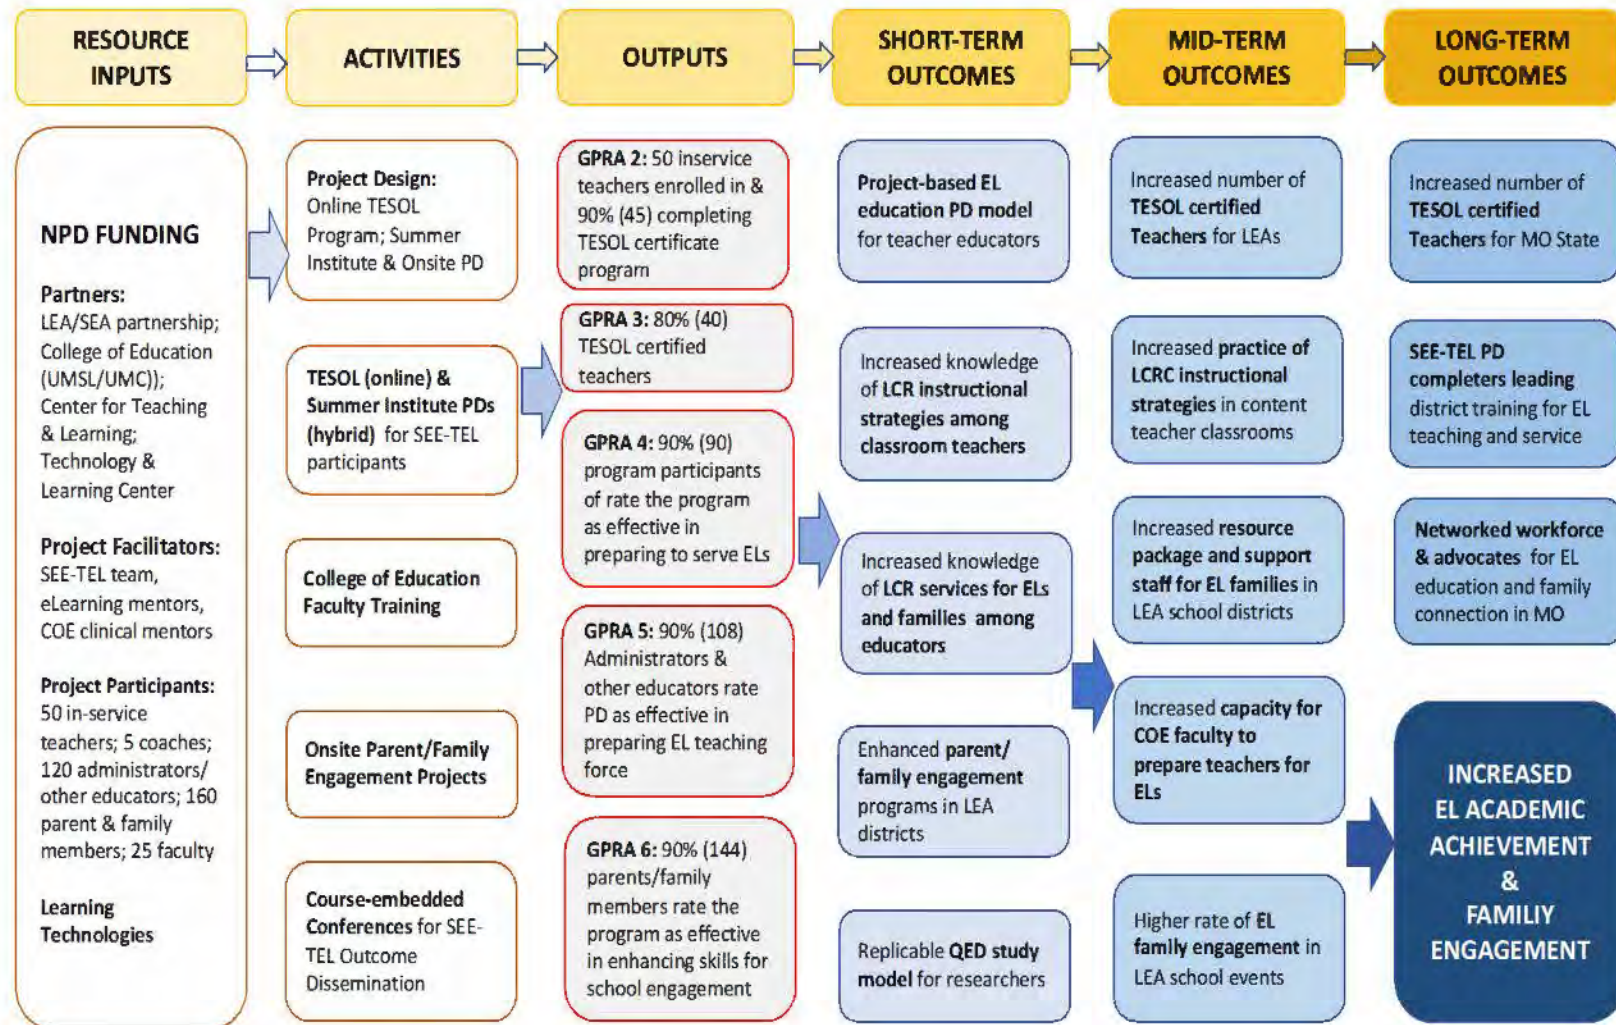 RESOURCE
INPUTS
ACTIVITIES
OUTPUTS
SHORT-TERM
OUTCOMES
MID-TERM
OUTCOMES
LONG-TERM
OUTCOMES
NPD FUNDING
Partners:
LEA/SEA partnership;
College of Education
(UMSL/UMC));
Center for Teaching
& Learning;
Technology &
Learning Center
Project Facilitators:
SEE-TEL team,
eLearning mentors,
COE clinical mentors
Project Participants:
50 in-service
teachers; 5 coaches;
120 administrators/
other educators; 160
parent & family
members; 25 faculty
Learning
Technologies
Project Design:
Online TESOL
Program; Summer
Institute & Onsite PD
TESOL (online) &
Summer Institute PDs
(hybrid) for SEE-TEL
participants
College of Education
Faculty Training
Onsite Parent/Family
Engagement Projects
Course-embedded
Conferences for SEE-
TEL Outcome
Dissemination
GPRA 2: 50 inservice
teachers enrolled in &
90% (45) completing
TESOL certificate
program
GPRA 3: 80% (40)
TESOL certified
teachers
GPRA 4: 90% (90)
program participants
of rate the program
as effective in
preparing to serve ELs
GPRA 5: 90% (108)
Administrators &
other educators rate
PD as effective in
preparing EL teaching
force
GPRA 6: 90% (144)
parents/family
members rate the
program as effective
in enhancing skills for
school engagement
Project-based EL
education PD model
for teacher educators
Increased knowledge
of LCR instructional
strategies among
classroom teachers
Increased knowledge
of LCR services for ELs
and families among
educators
Enhanced parent/
family engagement
programs in LEA
districts
Replicable QED study
model for researchers
Increased number of
TESOL certified
Teachers for LEAs
Increased practice of
LCRC instructional
strategies in content
teacher classrooms
Increased resource
package and support
staff for EL families in
LEA school districts
Increased capacity for
COE faculty to
prepare teachers for
ELs
Higher rate of EL
family engagement in
LEA school events
Increased number of
TESOL certified
Teachers for MO State
SEE-TEL PD
completers leading
district training for EL
teaching and service
Networked workforce
& advocates for EL
education and family
connection in MO
INCREASED
EL ACADEMIC
ACHIEVEMENT
&
FAMILIY
ENGAGEMENT